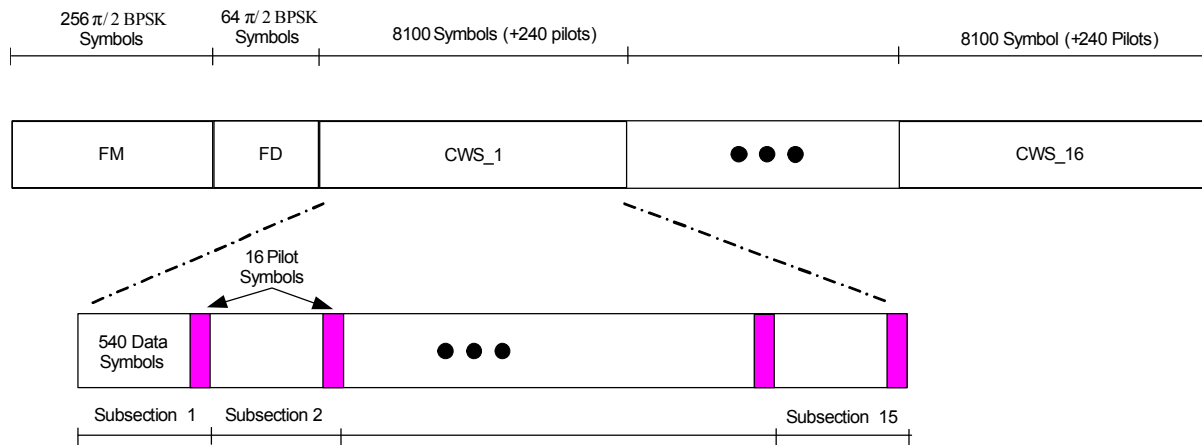 256 π/2 BPSK
Symbols
64 π/2 BPSK
Symbols
8100 Symbols (+240 pilots)
8100 Symbol (+240 Pilots)
FM
FD
CWS_1
CWS_16
16 Pilot
Symbols
540 Data
Symbols
Subsection 1
Subsection 2
Subsection 15